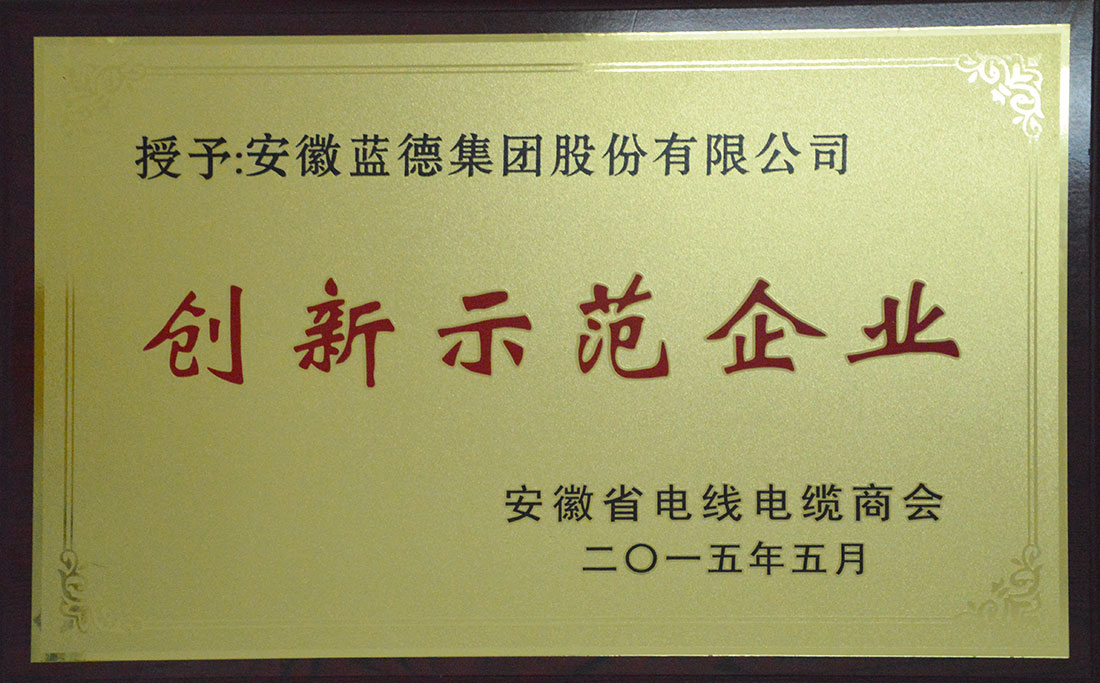 授予:安徽蓝德集团股份有限公司
创新示范企业
安徽省电线电缆商会
二〇一五年五月